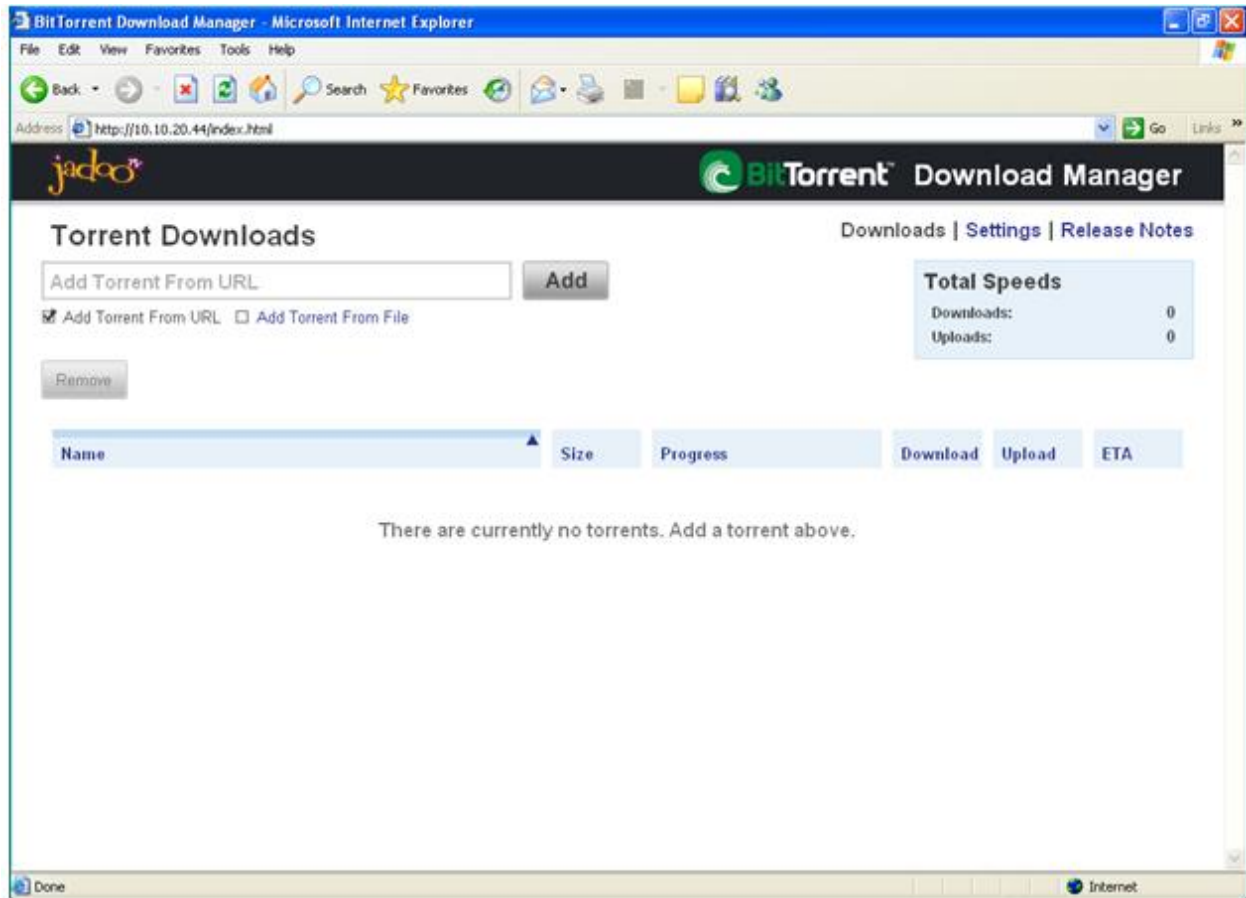 BitTorrent Download Manager - Microsoft Internet Explorer
File Edit View Favorites Tools Help
Back Search Favorites
Address http://10.10.20.44/index.html Go Links »
jadoo tv BitTorrent™ Download Manager
Torrent Downloads Downloads | Settings | Release Notes
Add Torrent From URL Add Total Speeds
Downloads: 0
Add Torrent From URL Add Torrent From File
Uploads: 0
Remove
Name Size Progress Download Upload ETA
There are currently no torrents. Add a torrent above.
Done Internet